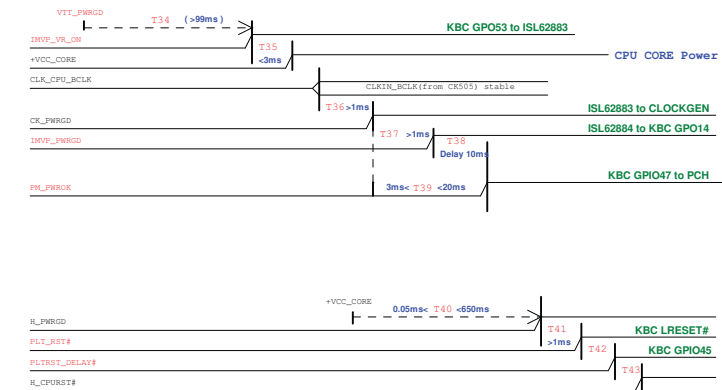 VTT_PWRGD
T34 ( >99ms )
KBC GPO53 to ISL62883
IMVP_VR_ON
T35
+VCC_CORE
<3ms
CPU CORE Power
CLK_CPU_BCLK
CLKIN_BCLK(from CK505) stable
T36 >1ms
ISL62883 to CLOCKGEN
CK_PWRGD
T37 >1ms
ISL62884 to KBC GPO14
IMVP_PWRGD
T38
Delay 10ms
KBC GPIO47 to PCH
PM_PWROK
3ms< T39 <20ms
+VCC_CORE
0.05ms< T40 <650ms
H_PWRGD
T41
KBC LRESET#
PLT_RST#
>1ms
T42
KBC GPIO45
PLTRST_DELAY#
T43
H_CPURST#